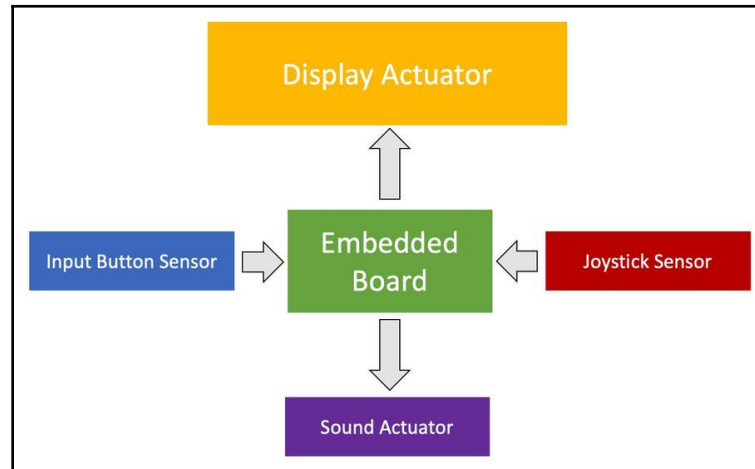 Display Actuator
Input Button Sensor
Embedded
Board
Joystick Sensor
Sound Actuator